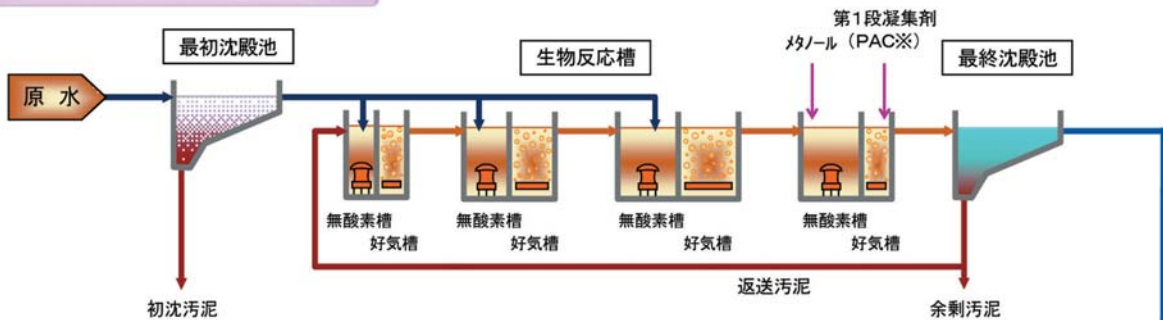 最初沈殿池
生物反応槽
第1段凝集剤
メタノール
(PAC※)
最終沈殿池
原 水
無酸素槽
好気槽
無酸素槽
好気槽
無酸素槽
好気槽
無酸素槽
好気槽
返送汚泥
初沈汚泥
余剰汚泥